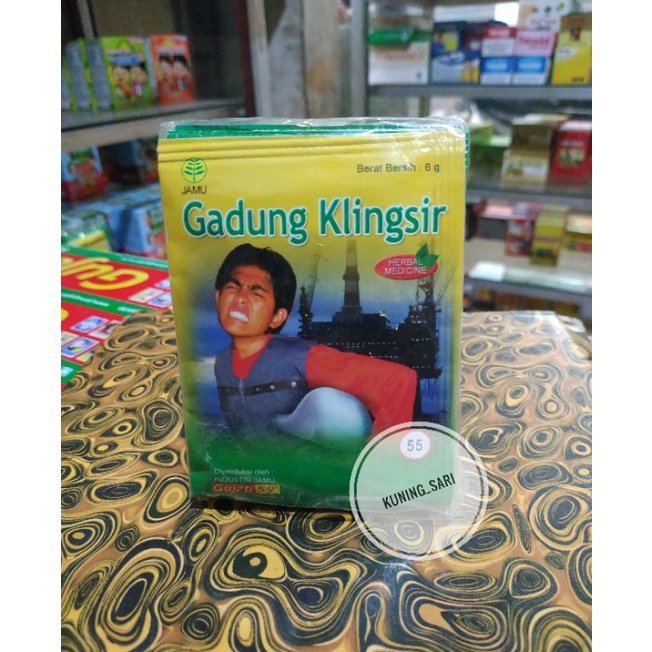 JAMU
Berat Bersih : 6 g
Gadung Klingsir
HERBAL
MEDICINE
55
KUNING_SARI
Diproduksi oleh
INDUSTRI JAMU